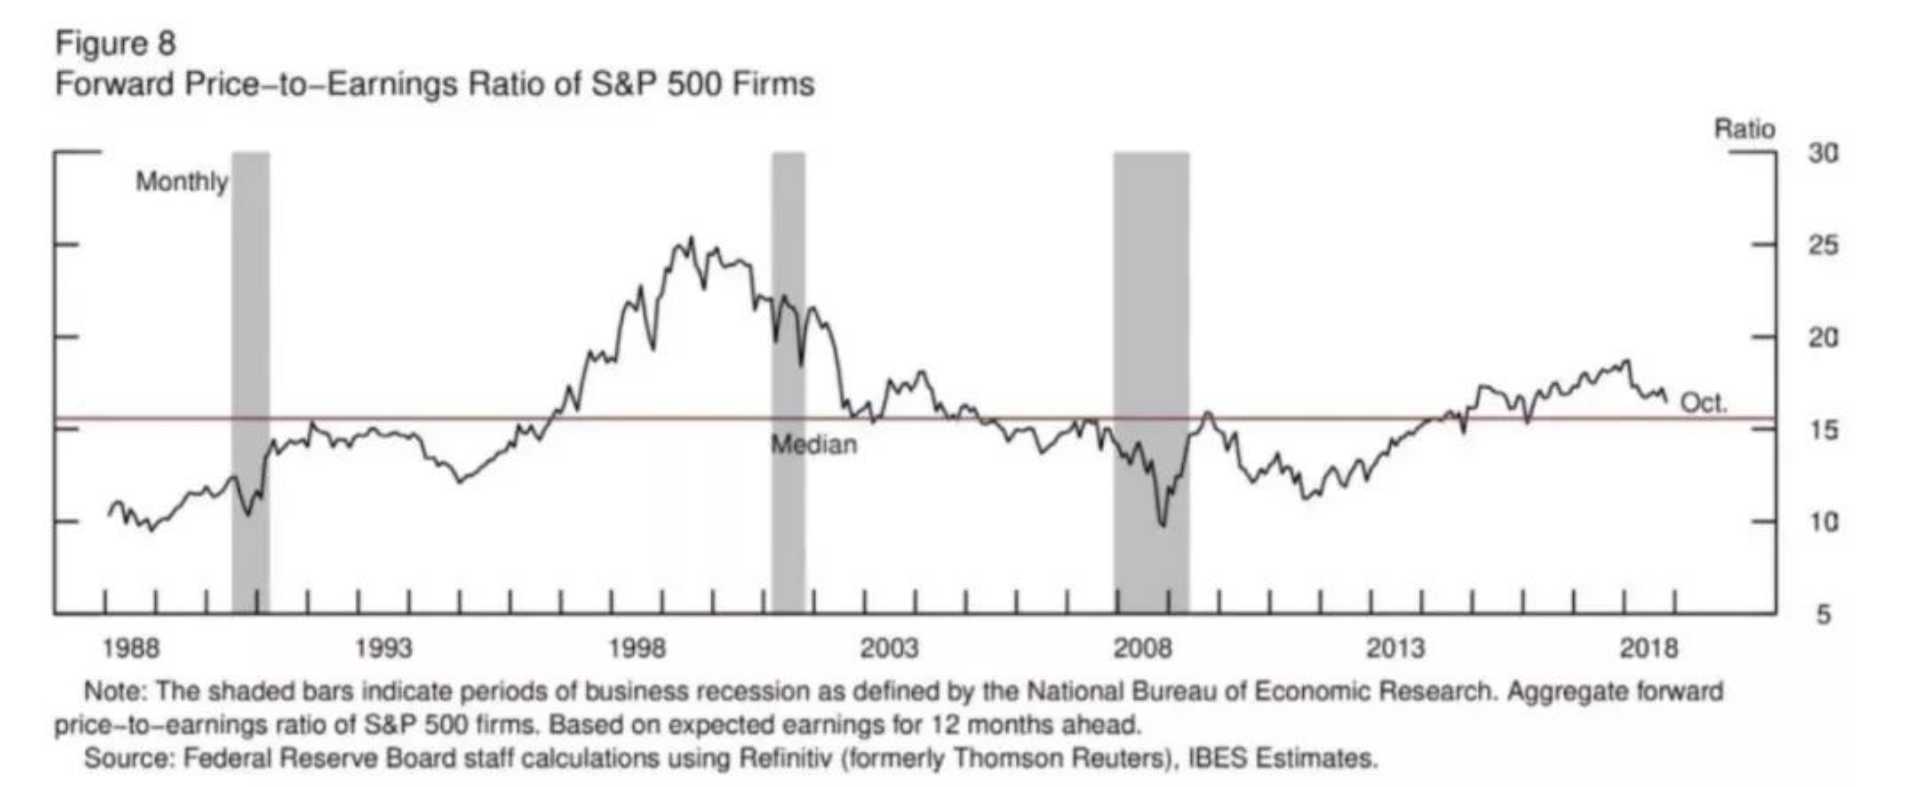 Figure 8
Forward Price–to–Earnings Ratio of S&P 500 Firms
Ratio
Monthly
30
25
20
Oct.
15
Median
10
5
1988 1993 1998 2003 2008 2013 2018
Note: The shaded bars indicate periods of business recession as defined by the National Bureau of Economic Research. Aggregate forward
price–to–earnings ratio of S&P 500 firms. Based on expected earnings for 12 months ahead.
Source: Federal Reserve Board staff calculations using Refinitiv (formerly Thomson Reuters), IBES Estimates.